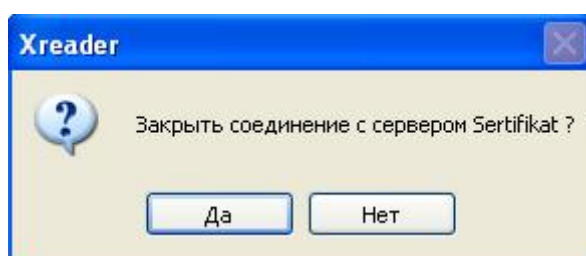 Xreader
Закрыть соединение с сервером Sertifikat ?
Да
Нет